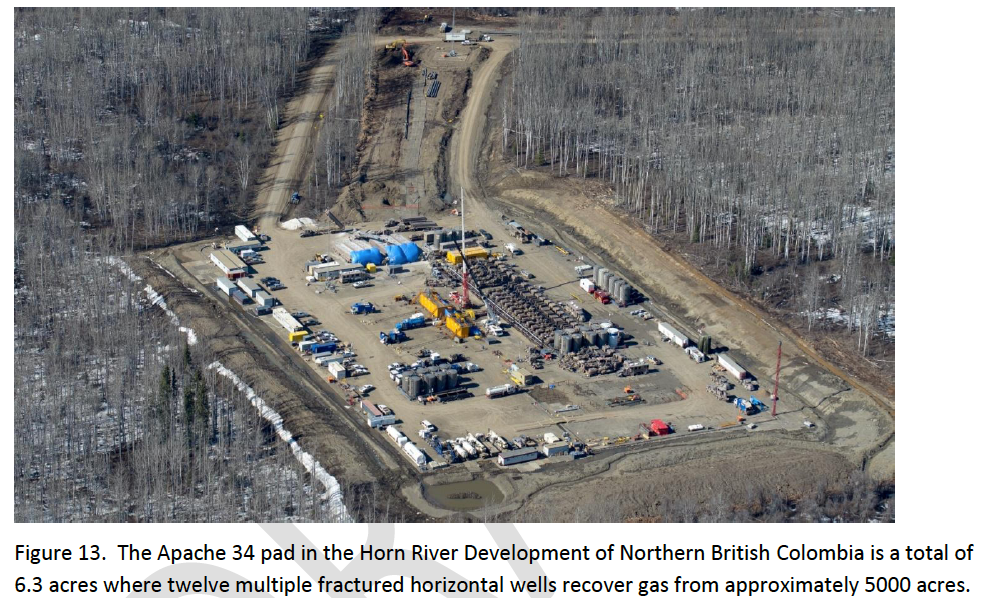 Figure 13.  The Apache 34 pad in the Horn River Development of Northern British Colombia is a total of
6.3 acres where twelve multiple fractured horizontal wells recover gas from approximately 5000 acres.